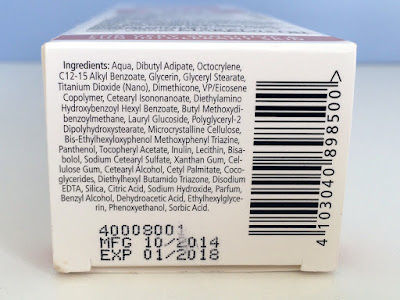 Ingredients: Aqua, Dibutyl Adipate, Octocrylene,
C12-15 Alkyl Benzoate, Glycerin, Glyceryl Stearate,
Titanium Dioxide (Nano), Dimethicone, VP/Eicosene
Copolymer, Cetearyl Isononanoate, Diethylamino
Hydroxybenzoyl Hexyl Benzoate, Butyl Methoxydi-
benzoylmethane, Lauryl Glucoside, Polyglyceryl-2
Dipolyhydroxystearate, Microcrystalline Cellulose,
Bis-Ethylhexyloxyphenol Methoxyphenyl Triazine,
Panthenol, Tocopheryl Acetate, Inulin, Lecithin, Bisa-
bolol, Sodium Cetearyl Sulfate, Xanthan Gum, Cel-
lulose Gum, Cetearyl Alcohol, Cetyl Palmitate, Coco-
glycerides, Diethylhexyl Butamido Triazone, Disodium
EDTA, Silica, Citric Acid, Sodium Hydroxide, Parfum,
Benzyl Alcohol, Dehydroacetic Acid, Ethylhexylglyce-
rin, Phenoxyethanol, Sorbic Acid.
4 103040 898500 >
40008001
MFG 10/2014
EXP 01/2018